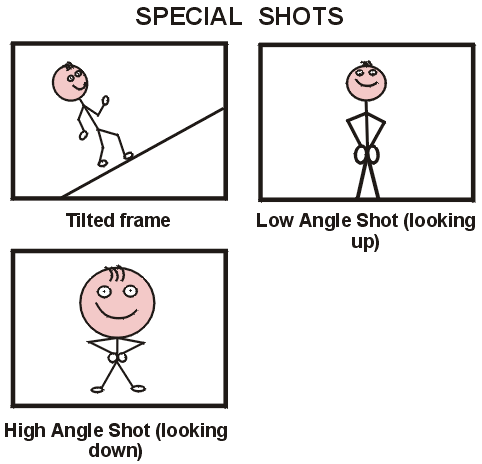 SPECIAL SHOTS
Tilted frame
Low Angle Shot (looking
up)
High Angle Shot (looking
down)